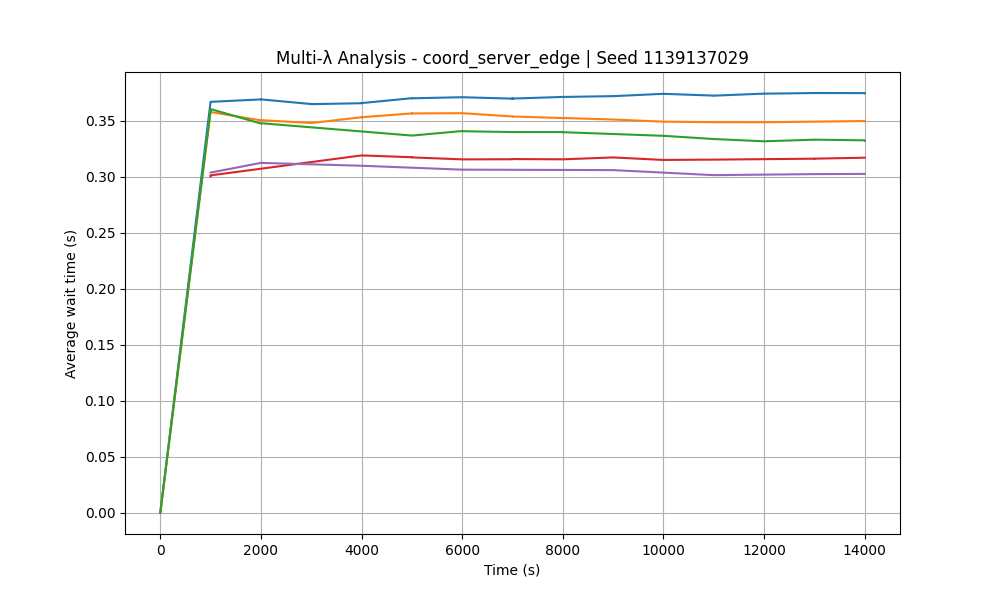 Multi-λ Analysis - coord_server_edge | Seed 1139137029
Average wait time (s)
0.35
0.30
0.25
0.20
0.15
0.10
0.05
0.00
0 2000 4000 6000 8000 10000 12000 14000
Time (s)